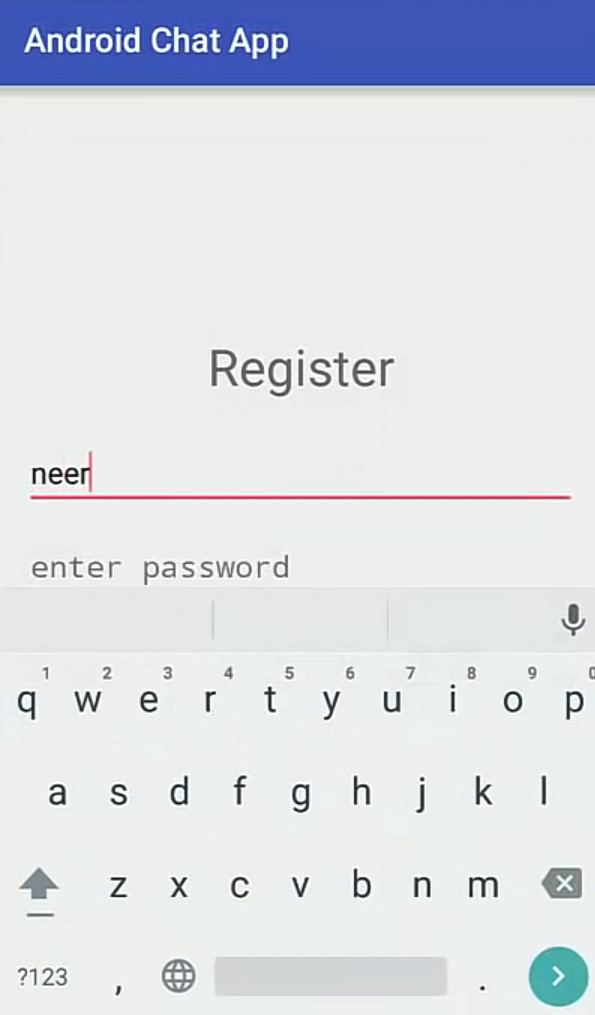 Android Chat App
Register
neer
enter password
1 2 3 4 5 6 7 8 9 0
q w e r t y u i o p
a s d f g h j k l
z x c v b n m
?123 , .